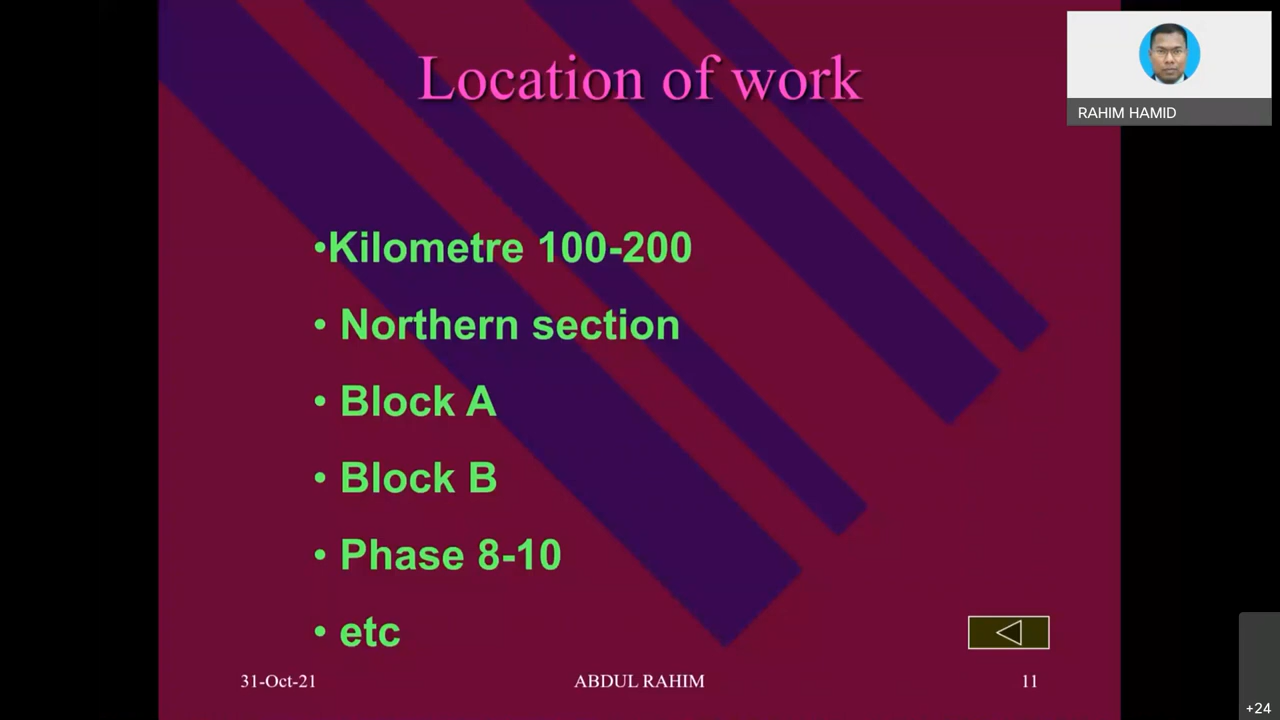 Location of work
RAHIM HAMID
•Kilometre 100-200
• Northern section
• Block A
• Block B
• Phase 8-10
• etc
31-Oct-21 ABDUL RAHIM 11
+24